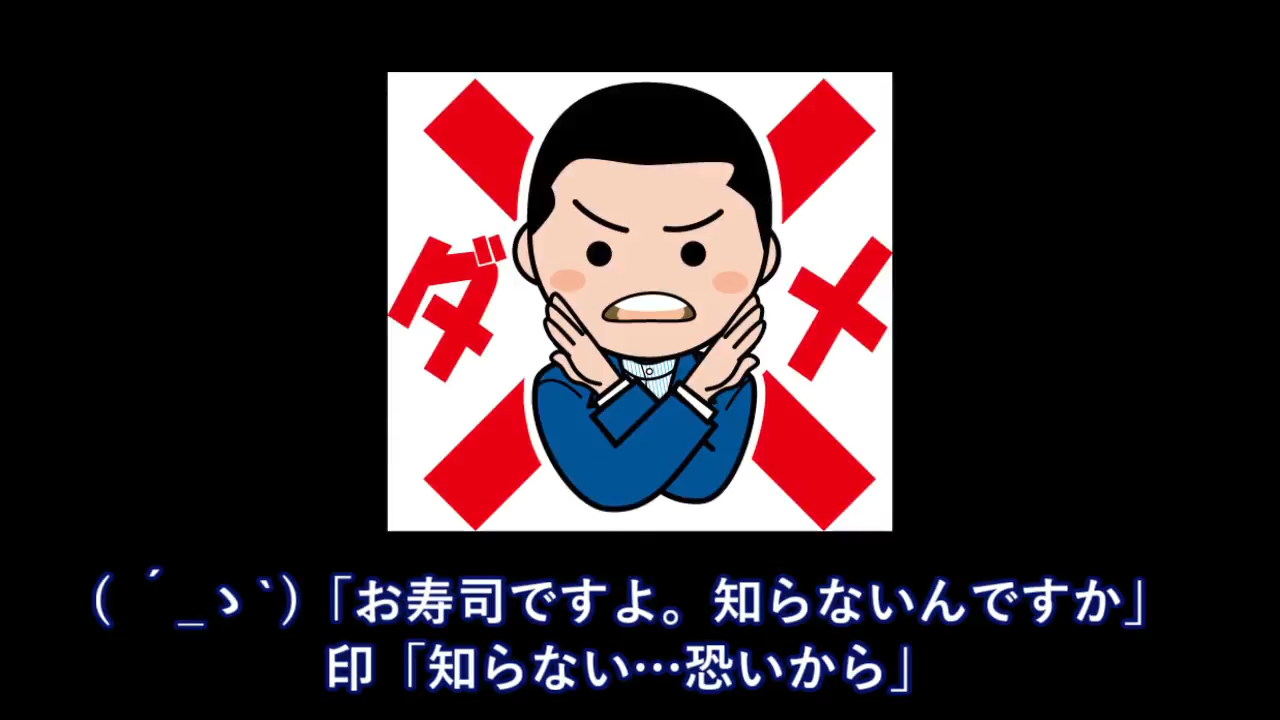 ダメ
( ´_ゝ`)「お寿司ですよ。知らないんですか」
印「知らない…恐いから」